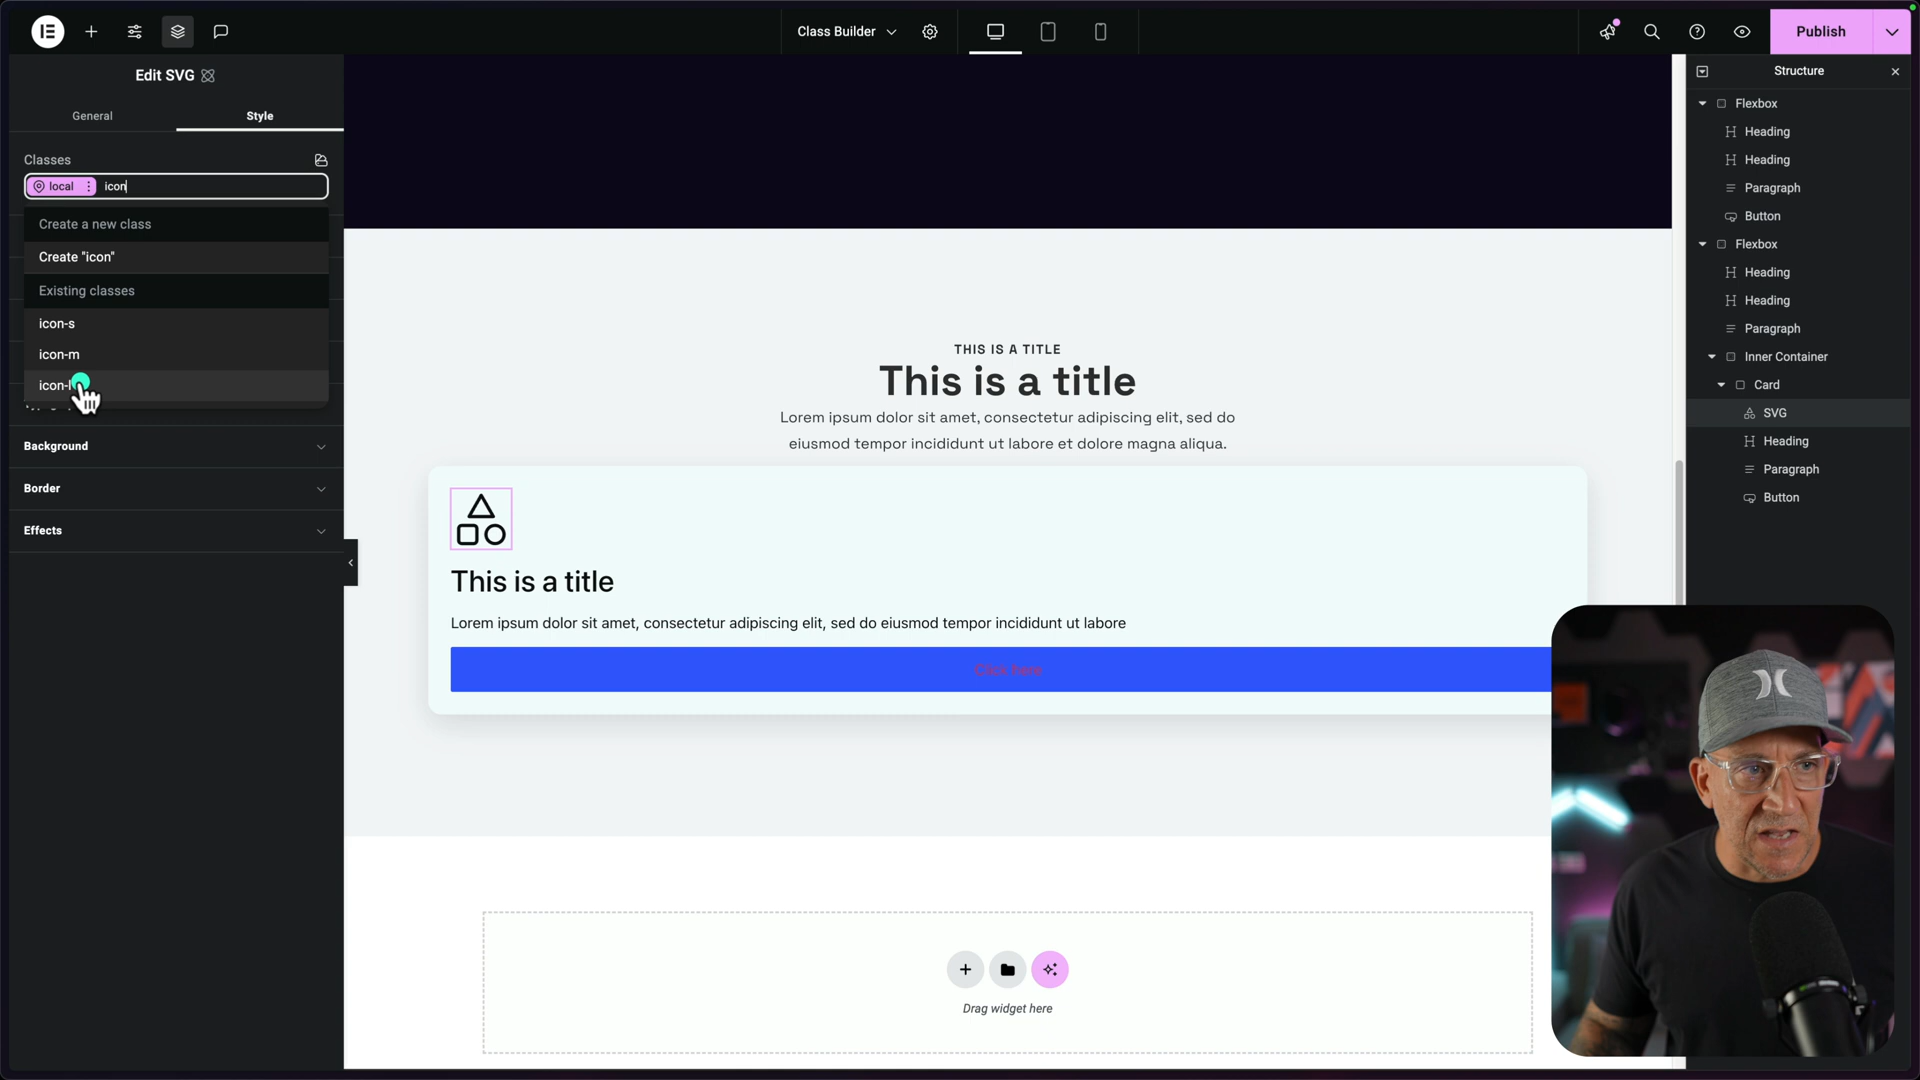 Class Builder
Publish
Edit SVG
General
Style
Classes
local
icon
Create a new class
Create "icon"
Existing classes
icon-s
icon-m
icon-l
Background
Border
Effects
THIS IS A TITLE
This is a title
Lorem ipsum dolor sit amet, consectetur adipiscing elit, sed do
eiusmod tempor incididunt ut labore et dolore magna aliqua.
This is a title
Lorem ipsum dolor sit amet, consectetur adipiscing elit, sed do eiusmod tempor incididunt ut labore
Click here
Drag widget here
Structure
Flexbox
Heading
Heading
Paragraph
Button
Flexbox
Heading
Heading
Paragraph
Inner Container
Card
SVG
Heading
Paragraph
Button